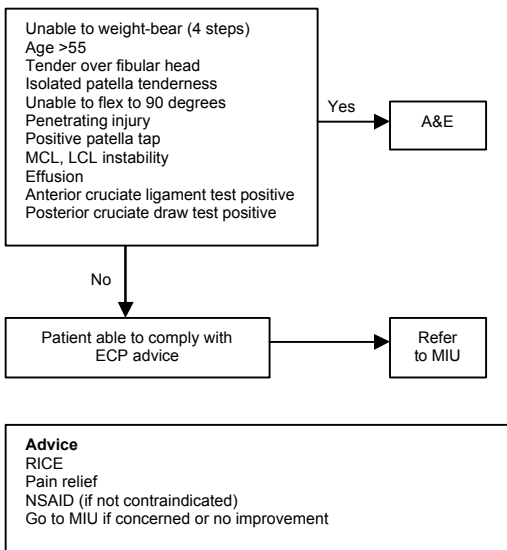 Unable to weight-bear (4 steps)
Age >55
Tender over fibular head
Isolated patella tenderness
Unable to flex to 90 degrees
Penetrating injury
Positive patella tap
MCL, LCL instability
Effusion
Anterior cruciate ligament test positive
Posterior cruciate draw test positive
Yes
A&E
No
Patient able to comply with
ECP advice
Refer
to MIU
Advice
RICE
Pain relief
NSAID (if not contraindicated)
Go to MIU if concerned or no improvement